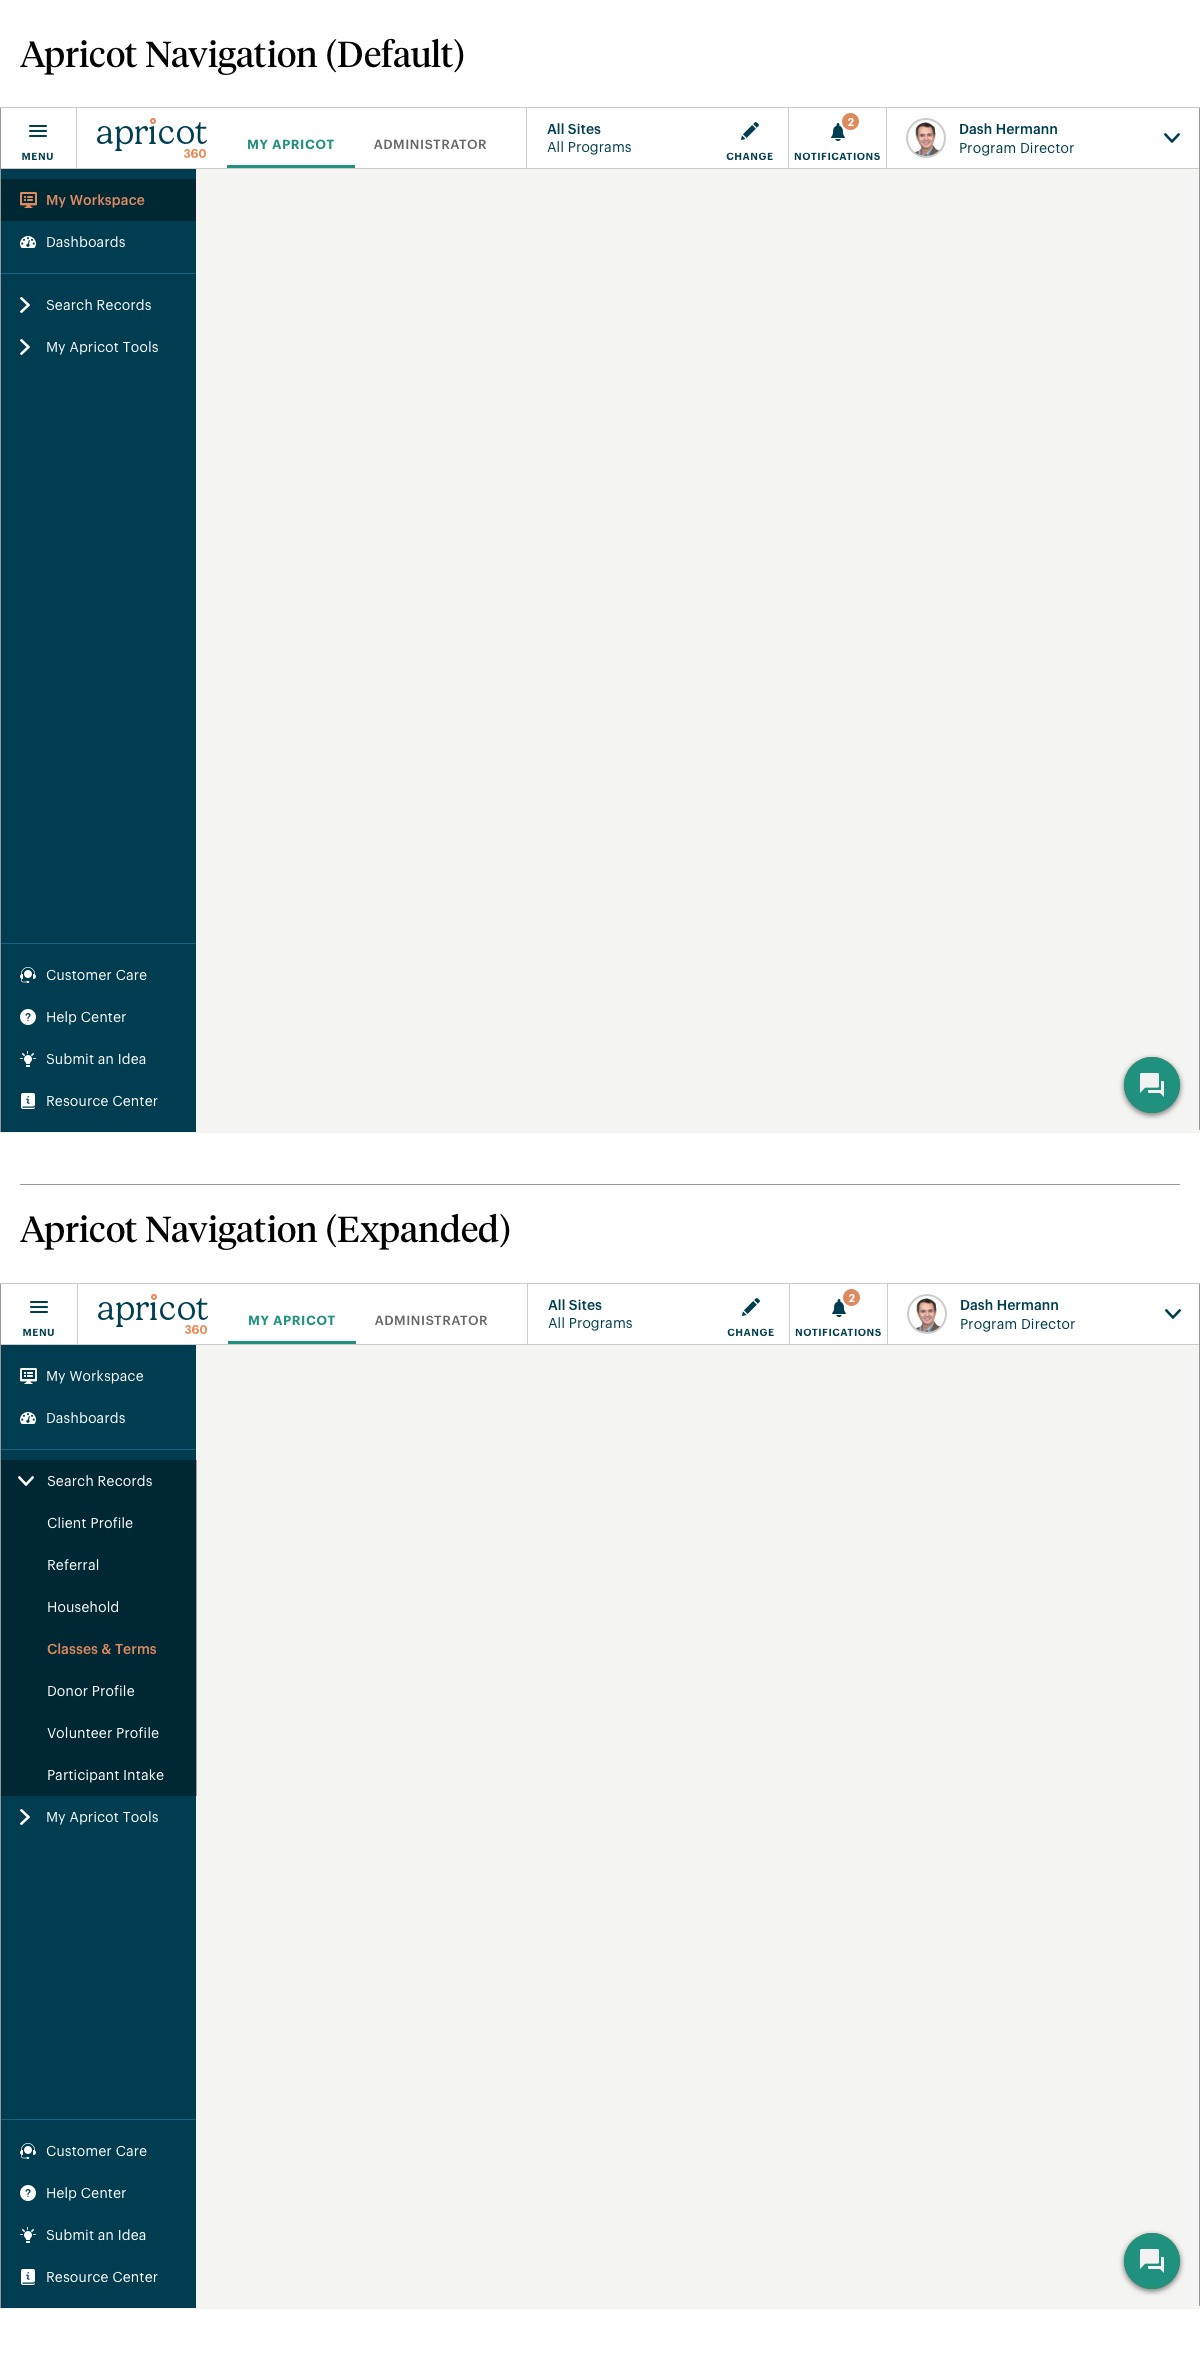 Apricot Navigation (Default)
MENU
apricot
360
MY APRICOT
ADMINISTRATOR
All Sites
All Programs
CHANGE
2
NOTIFICATIONS
Dash Hermann
Program Director
My Workspace
Dashboards
Search Records
My Apricot Tools
Customer Care
Help Center
Submit an Idea
Resource Center
Apricot Navigation (Expanded)
MENU
apricot
360
MY APRICOT
ADMINISTRATOR
All Sites
All Programs
CHANGE
2
NOTIFICATIONS
Dash Hermann
Program Director
My Workspace
Dashboards
Search Records
Client Profile
Referral
Household
Classes & Terms
Donor Profile
Volunteer Profile
Participant Intake
My Apricot Tools
Customer Care
Help Center
Submit an Idea
Resource Center